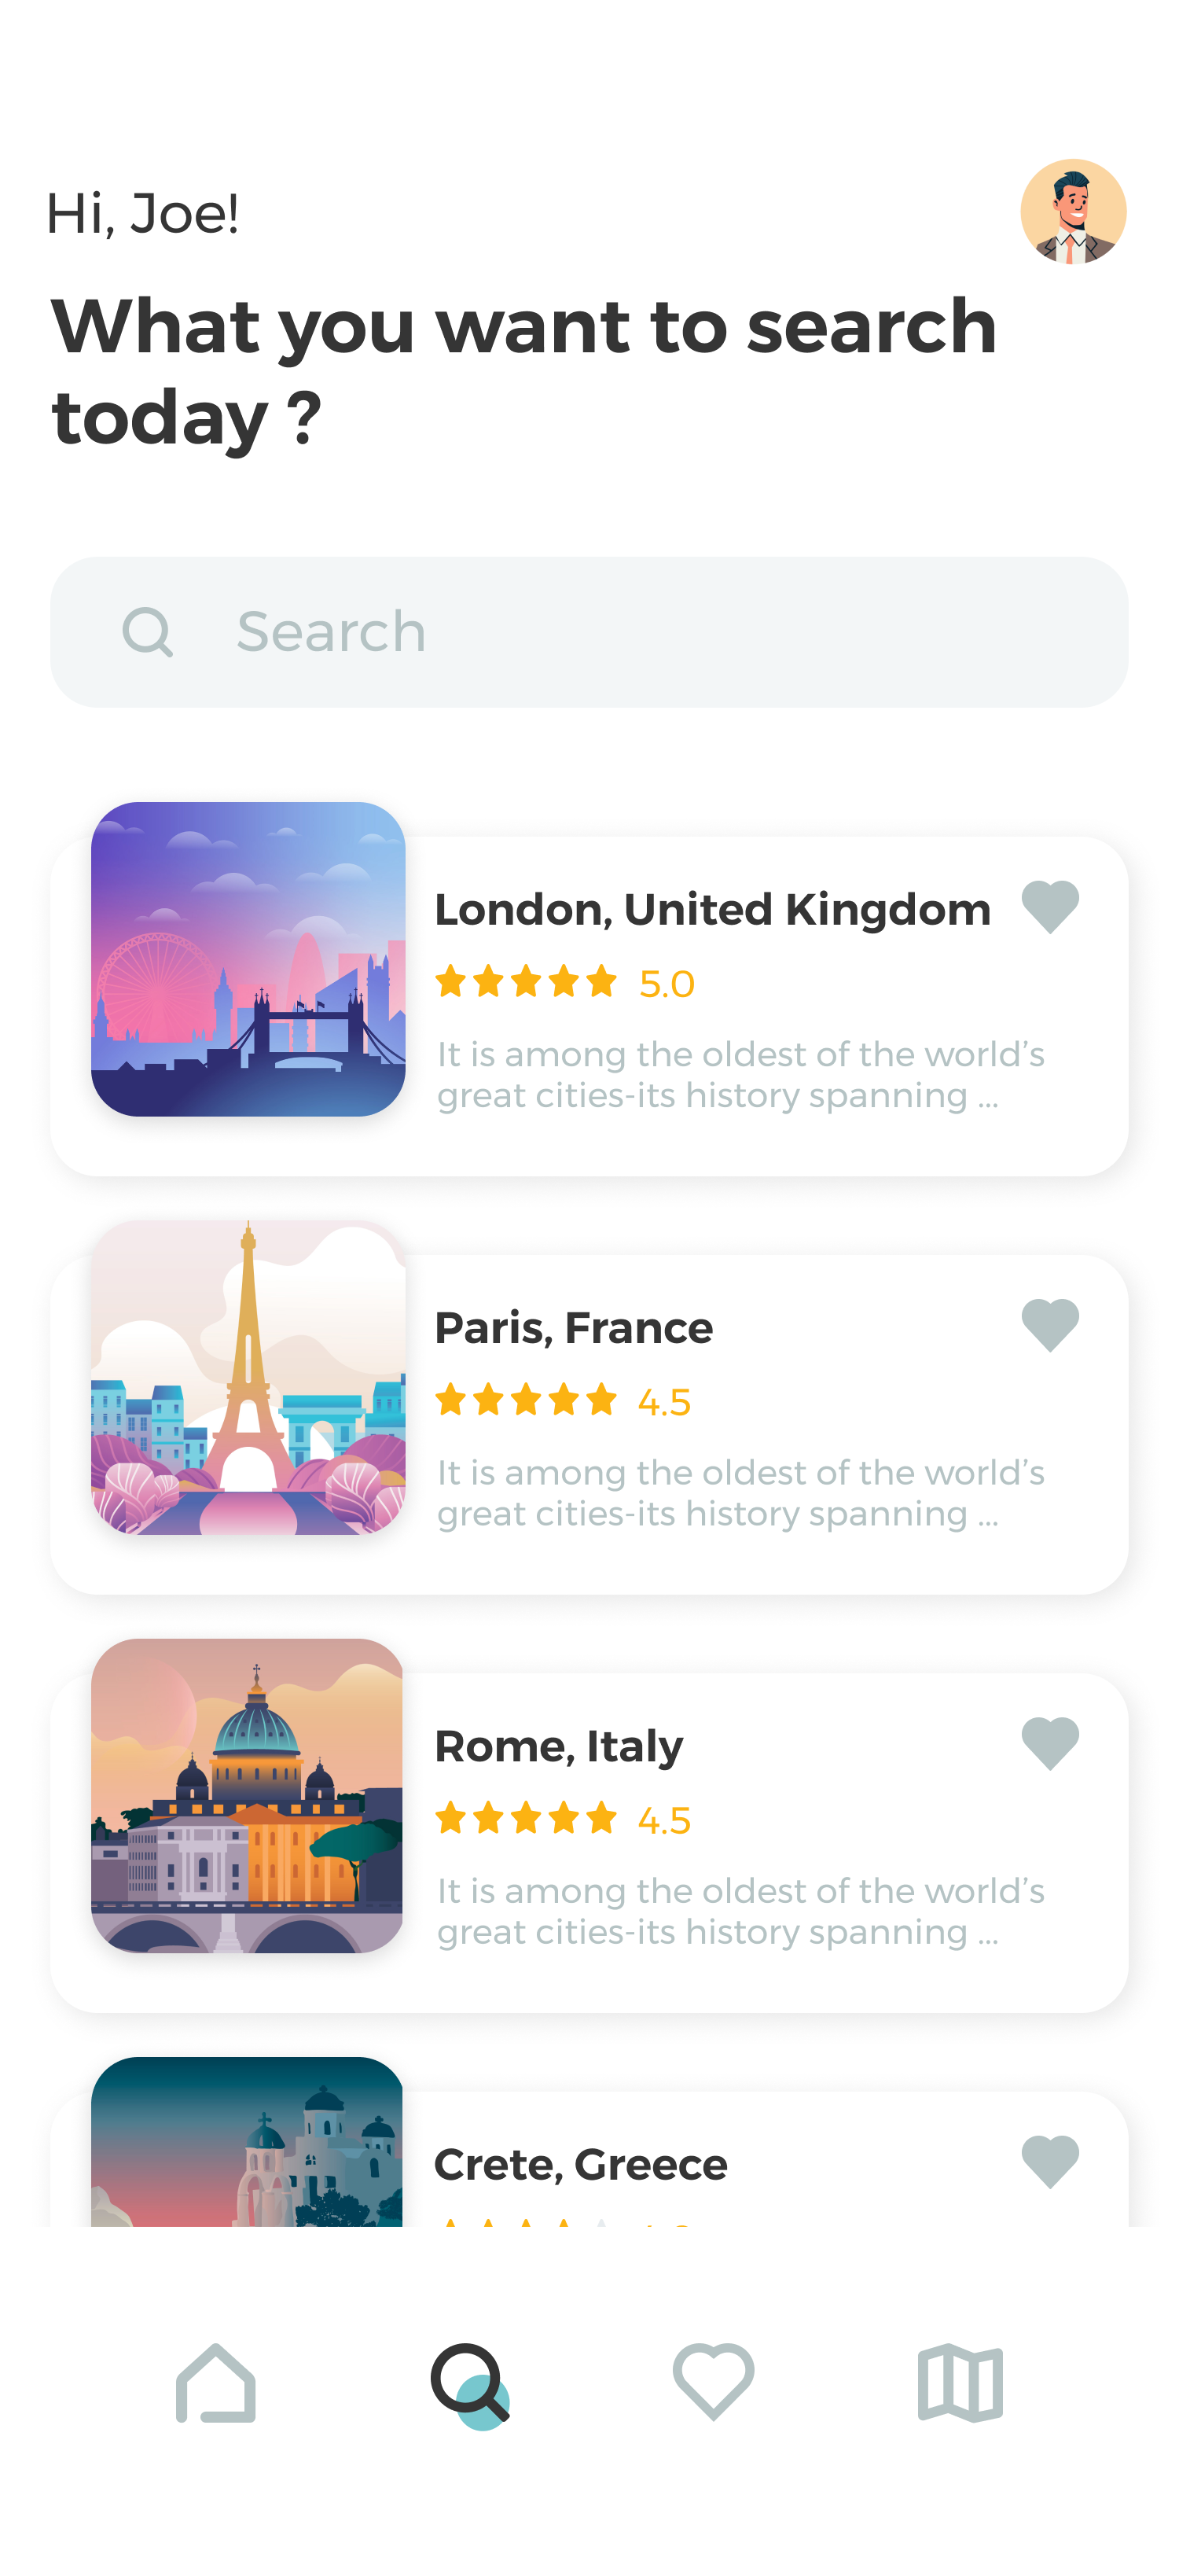 Hi, Joe!
What you want to search
today ?
Search
London, United Kingdom
5.0
It is among the oldest of the world’s
great cities-its history spanning ...
Paris, France
4.5
It is among the oldest of the world’s
great cities-its history spanning ...
Rome, Italy
4.5
It is among the oldest of the world’s
great cities-its history spanning ...
Crete, Greece